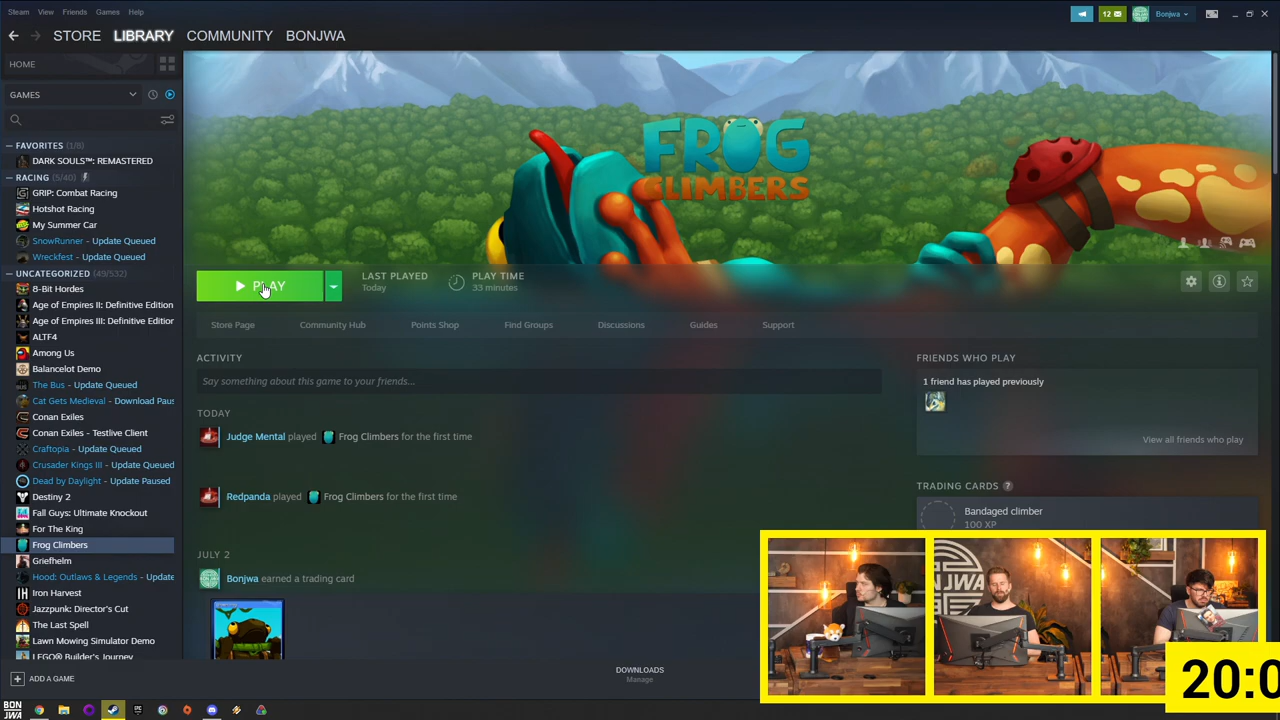 Steam View Friends Games Help
12
Bonjwa
STORE LIBRARY COMMUNITY BONJWA
HOME
GAMES
FAVORITES (1/8)
DARK SOULS™: REMASTERED
RACING (5/40)
GRIP: Combat Racing
Hotshot Racing
My Summer Car
SnowRunner - Update Queued
Wreckfest - Update Queued
UNCATEGORIZED (49/532)
8-Bit Hordes
Age of Empires II: Definitive Edition
Age of Empires III: Definitive Edition
ALTF4
Among Us
Balancelot Demo
The Bus - Update Queued
Cat Gets Medieval - Download Paus
Conan Exiles
Conan Exiles - Testlive Client
Craftopia - Update Queued
Crusader Kings III - Update Queued
Dead by Daylight - Update Paused
Destiny 2
Fall Guys: Ultimate Knockout
For The King
Frog Climbers
Griefhelm
Hood: Outlaws & Legends - Update
Iron Harvest
Jazzpunk: Director's Cut
The Last Spell
Lawn Mowing Simulator Demo
LEGO® Builder's Journey
ADD A GAME
FROG
CLIMBERS
PLAY
LAST PLAYED
Today
PLAY TIME
33 minutes
Store Page Community Hub Points Shop Find Groups Discussions Guides Support
ACTIVITY
Say something about this game to your friends...
TODAY
Judge Mental played Frog Climbers for the first time
Redpanda played Frog Climbers for the first time
JULY 2
Bonjwa earned a trading card
FRIENDS WHO PLAY
1 friend has played previously
View all friends who play
TRADING CARDS ?
Bandaged climber
100 XP
DOWNLOADS
Manage
BONJWA
20:0
BON
JWA